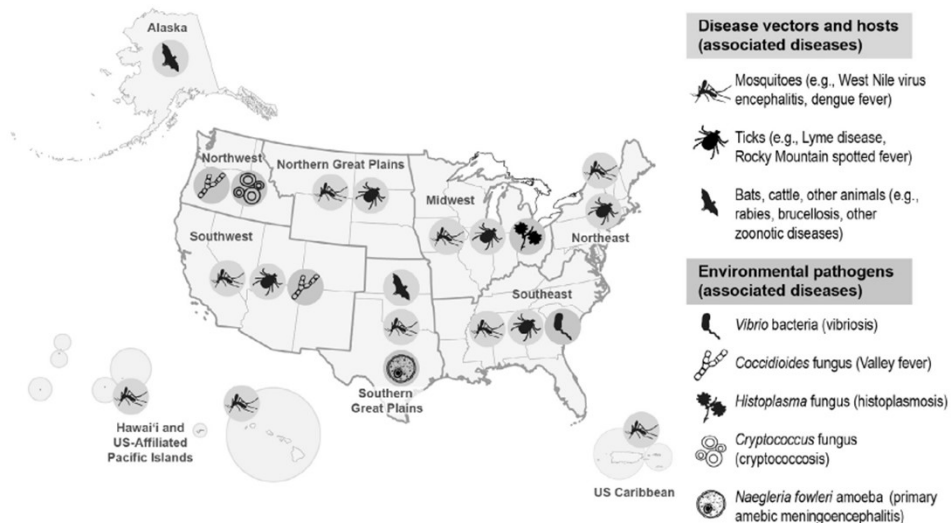 Alaska
Northwest
Northern Great Plains
Midwest
Northeast
Southwest
Southeast
Southern
Great Plains
Hawaiʻi and
US-Affiliated
Pacific Islands
US Caribbean
Disease vectors and hosts
(associated diseases)
Mosquitoes (e.g., West Nile virus
encephalitis, dengue fever)
Ticks (e.g., Lyme disease,
Rocky Mountain spotted fever)
Bats, cattle, other animals (e.g.,
rabies, brucellosis, other
zoonotic diseases)
Environmental pathogens
(associated diseases)
Vibrio bacteria (vibriosis)
Coccidioides fungus (Valley fever)
Histoplasma fungus (histoplasmosis)
Cryptococcus fungus
(cryptococcosis)
Naegleria fowleri amoeba (primary
amebic meningoencephalitis)